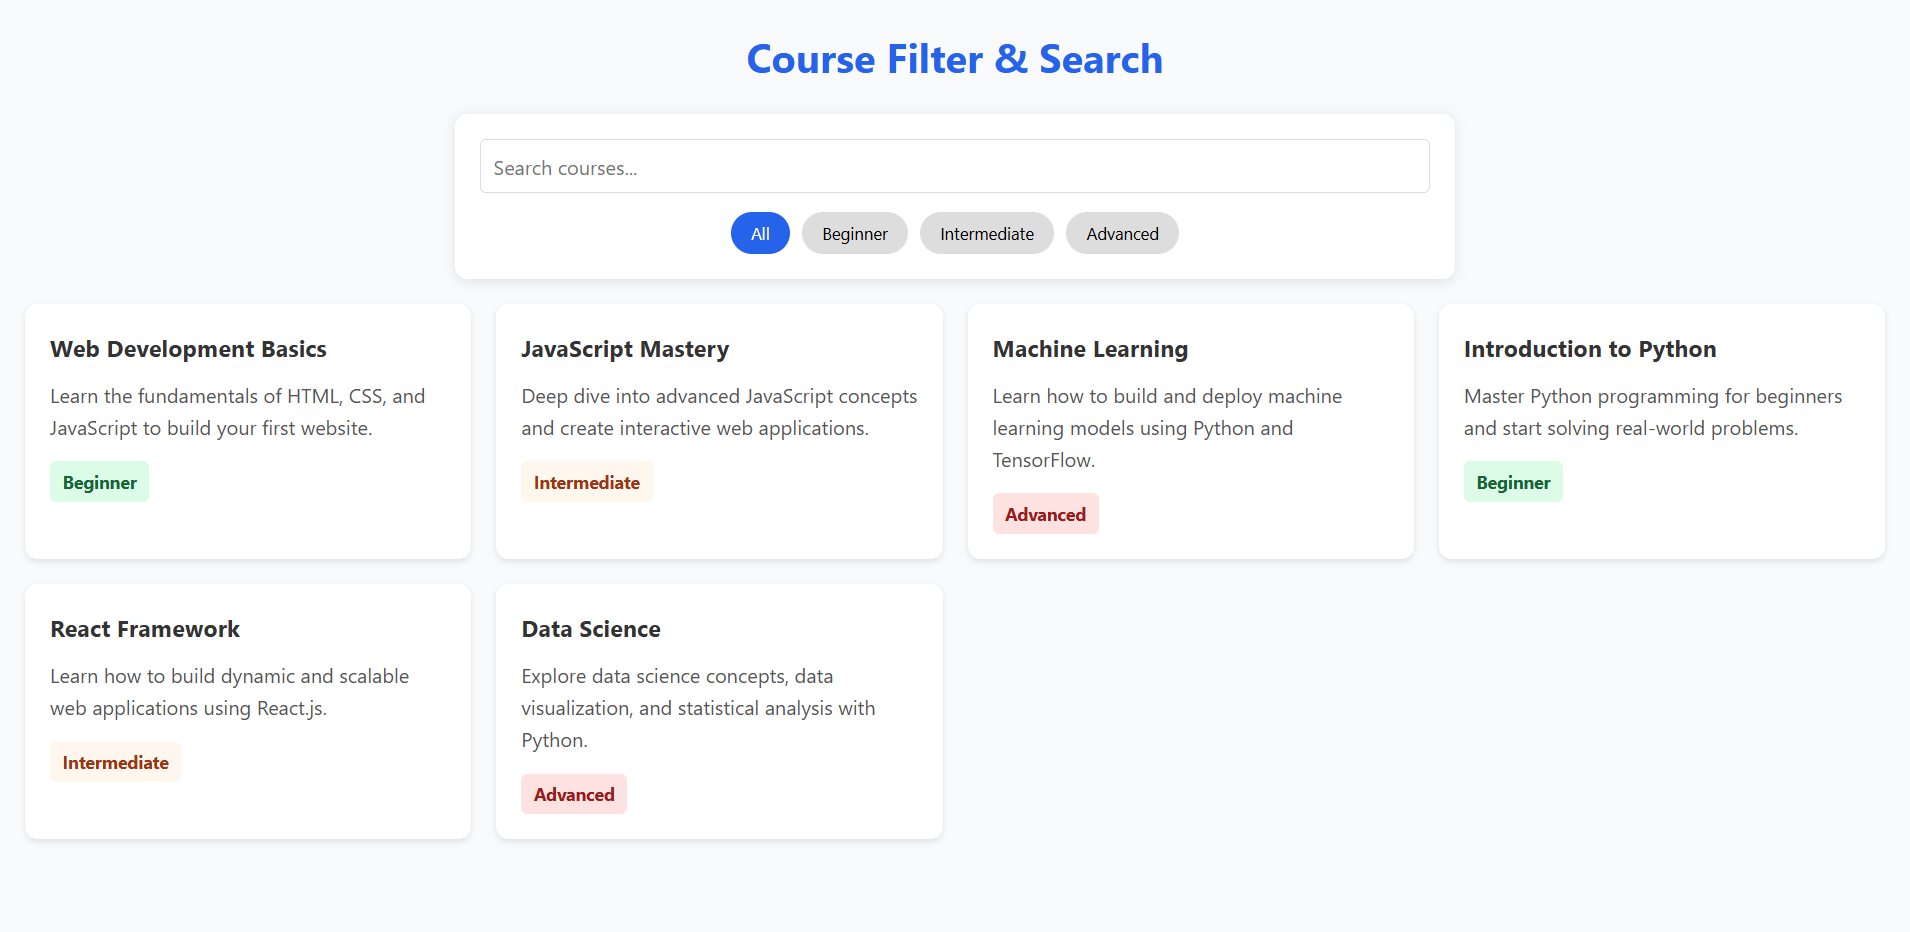 Course Filter & Search
Search courses...
All
Beginner
Intermediate
Advanced
Web Development Basics
Learn the fundamentals of HTML, CSS, and
JavaScript to build your first website.
Beginner
JavaScript Mastery
Deep dive into advanced JavaScript concepts
and create interactive web applications.
Intermediate
Machine Learning
Learn how to build and deploy machine
learning models using Python and
TensorFlow.
Advanced
Introduction to Python
Master Python programming for beginners
and start solving real-world problems.
Beginner
React Framework
Learn how to build dynamic and scalable
web applications using React.js.
Intermediate
Data Science
Explore data science concepts, data
visualization, and statistical analysis with
Python.
Advanced